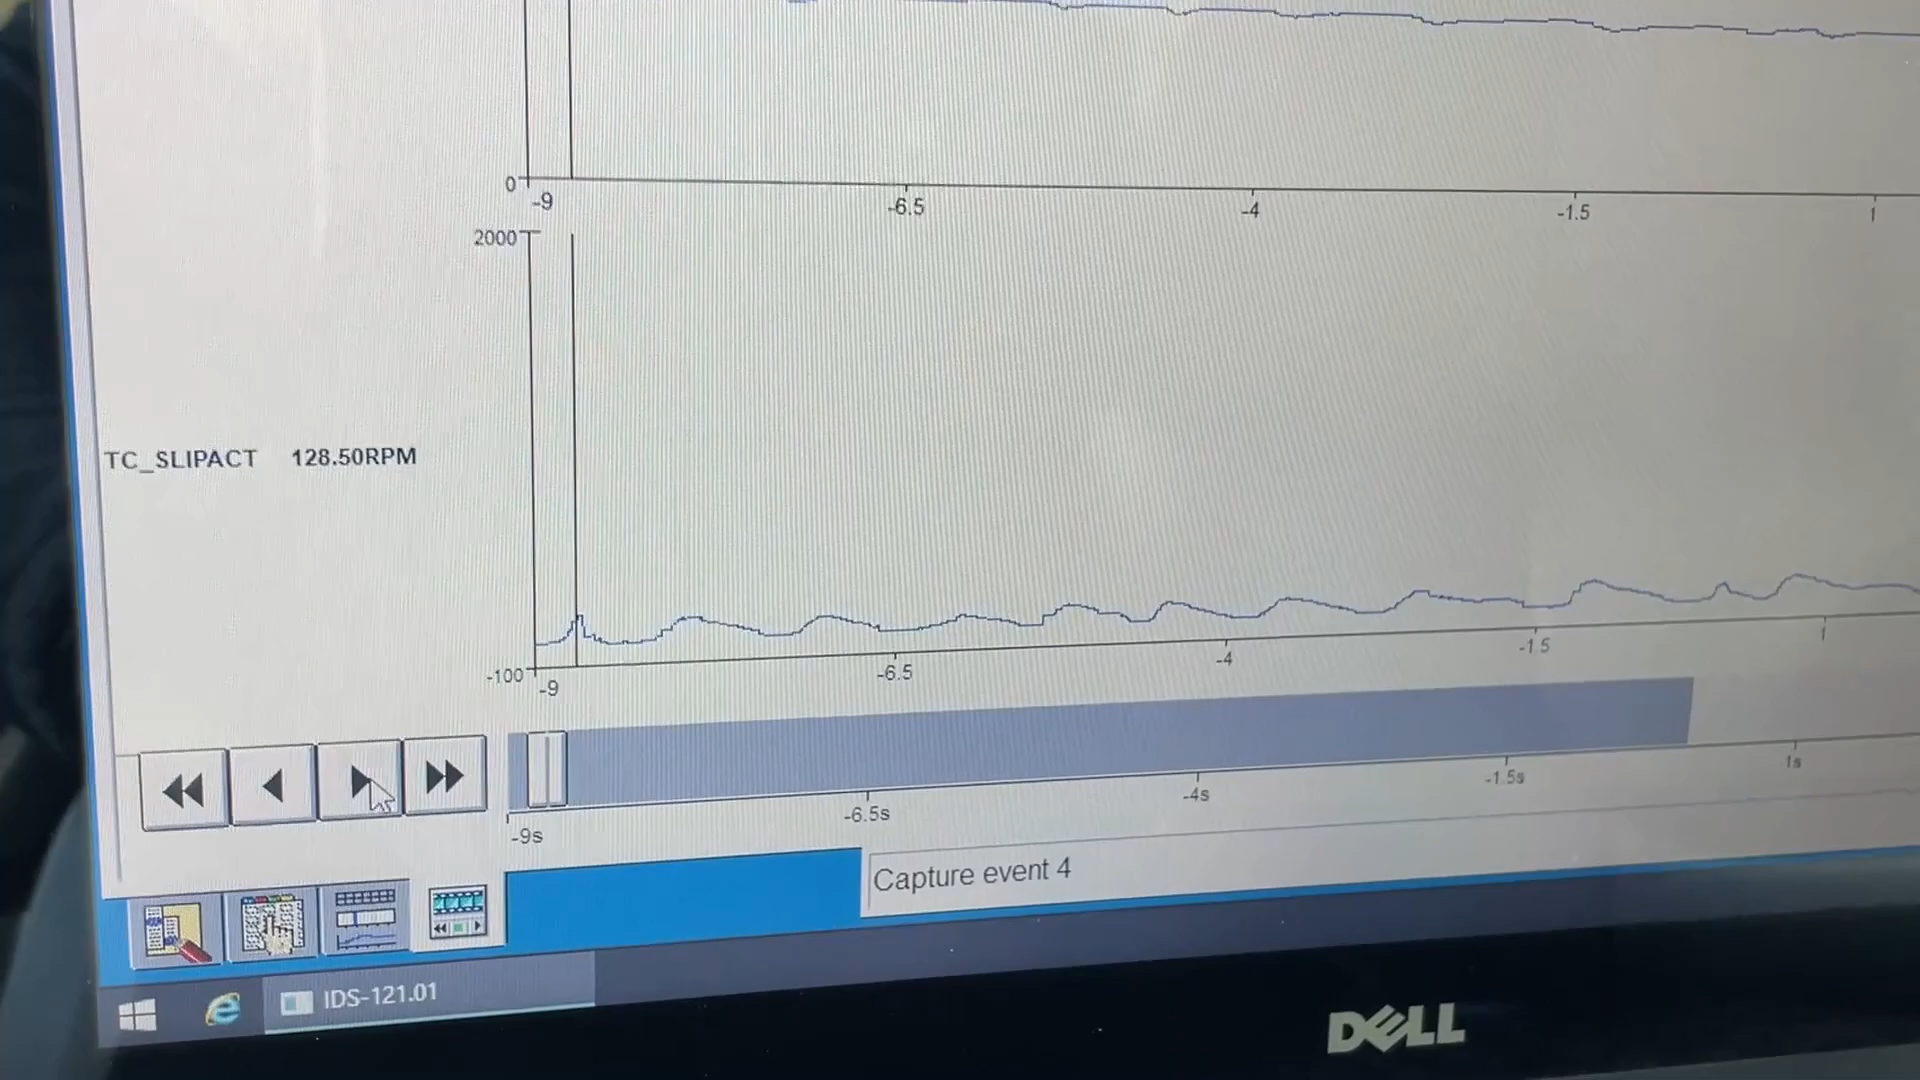 0
-9 -6.5 -4 -1.5 1
2000
TC_SLIPACT 128.50RPM
-100
-9 -6.5 -4 -1.5 1
-9s -6.5s -4s -1.5s 1s
Capture event 4
IDS-121.01
DELL